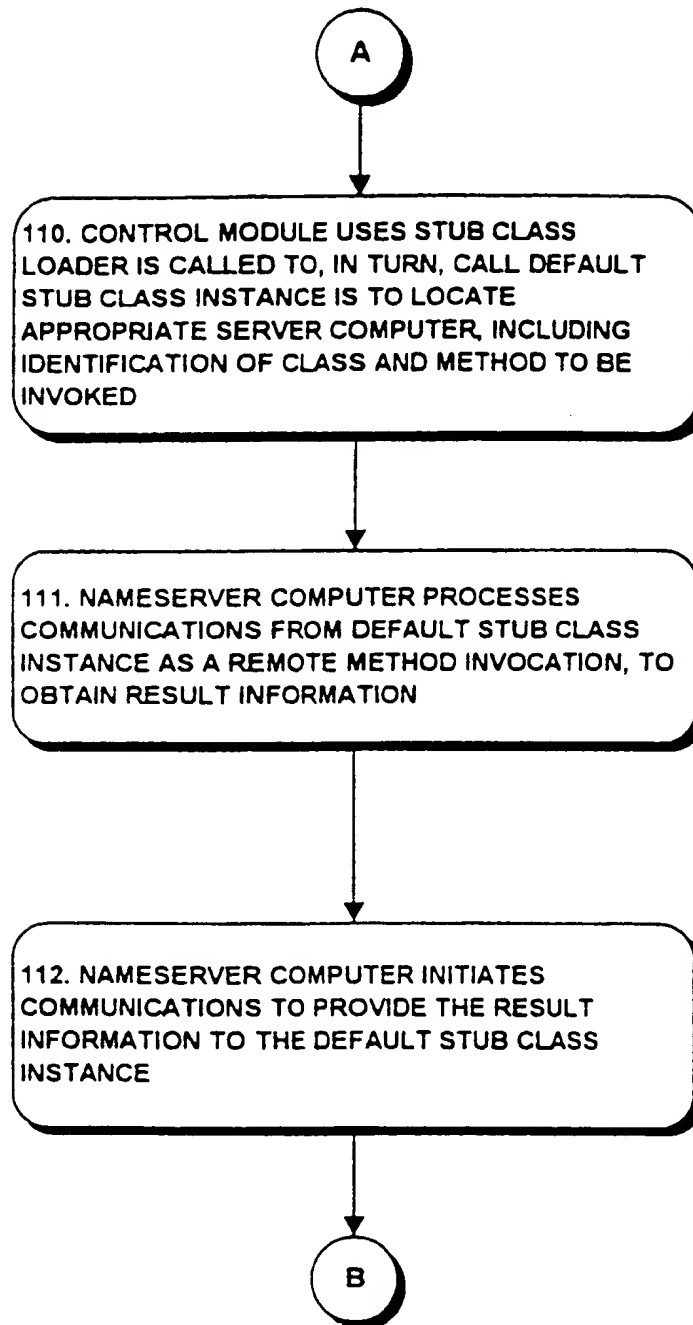 A
110. CONTROL MODULE USES STUB CLASS
LOADER IS CALLED TO, IN TURN, CALL DEFAULT
STUB CLASS INSTANCE IS TO LOCATE
APPROPRIATE SERVER COMPUTER, INCLUDING
IDENTIFICATION OF CLASS AND METHOD TO BE
INVOKED
111. NAMESERVER COMPUTER PROCESSES
COMMUNICATIONS FROM DEFAULT STUB CLASS
INSTANCE AS A REMOTE METHOD INVOCATION, TO
OBTAIN RESULT INFORMATION
112. NAMESERVER COMPUTER INITIATES
COMMUNICATIONS TO PROVIDE THE RESULT
INFORMATION TO THE DEFAULT STUB CLASS
INSTANCE
B